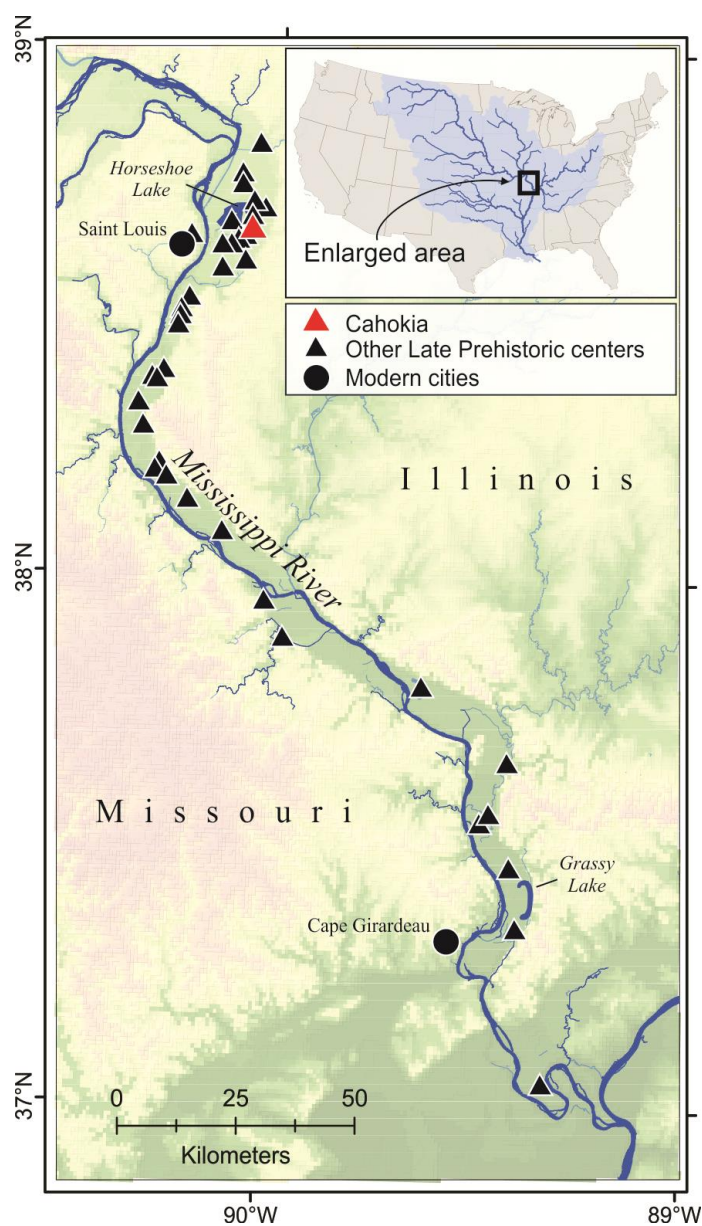 39°N
Horseshoe
Lake
Saint Louis
Enlarged area
Cahokia
Other Late Prehistoric centers
Modern cities
Illinois
Mississippi River
38°N
Missouri
Grassy
Lake
Cape Girardeau
37°N
0 25 50
Kilometers
90°W 89°W